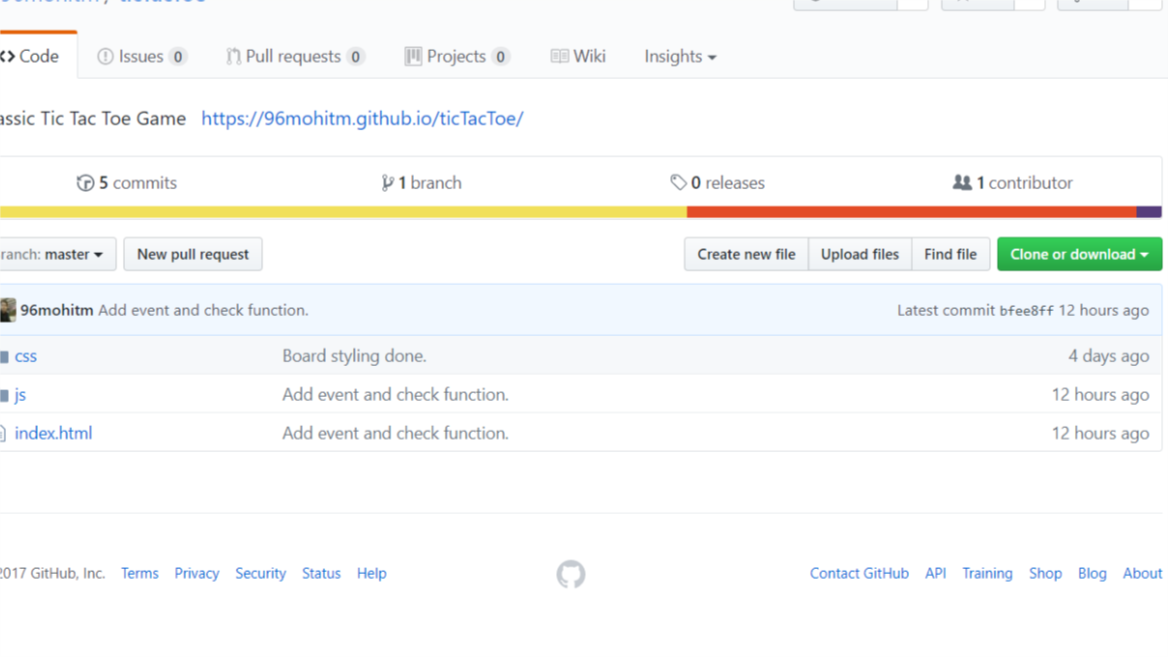 Code Issues 0 Pull requests 0 Projects 0 Wiki Insights
assic Tic Tac Toe Game https://96mohitm.github.io/ticTacToe/
5 commits 1 branch 0 releases 1 contributor
ranch: master New pull request Create new file Upload files Find file Clone or download
96mohitm Add event and check function. Latest commit bfee8ff 12 hours ago
css Board styling done. 4 days ago
js Add event and check function. 12 hours ago
index.html Add event and check function. 12 hours ago
2017 GitHub, Inc. Terms Privacy Security Status Help Contact GitHub API Training Shop Blog About